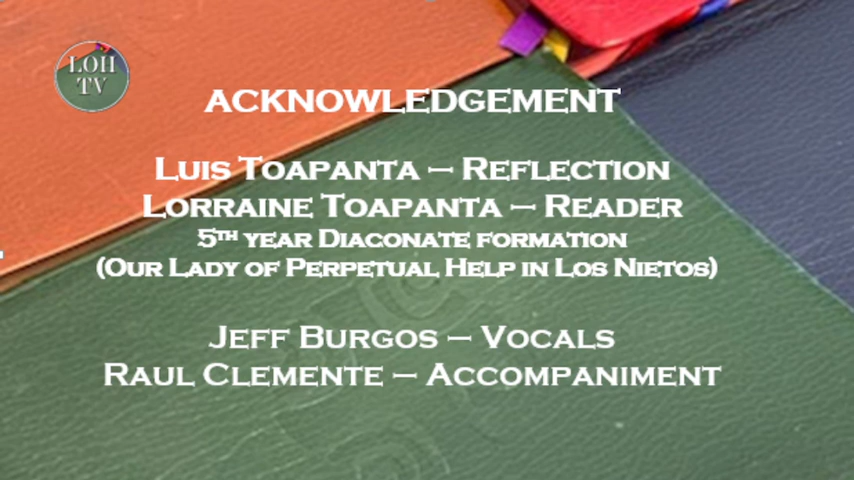 LOH
TV
ACKNOWLEDGEMENT
LUIS TOAPANTA – REFLECTION
LORRAINE TOAPANTA – READER
5TH YEAR DIACONATE FORMATION
(OUR LADY OF PERPETUAL HELP IN LOS NIETOS)
JEFF BURGOS – VOCALS
RAUL CLEMENTE – ACCOMPANIMENT